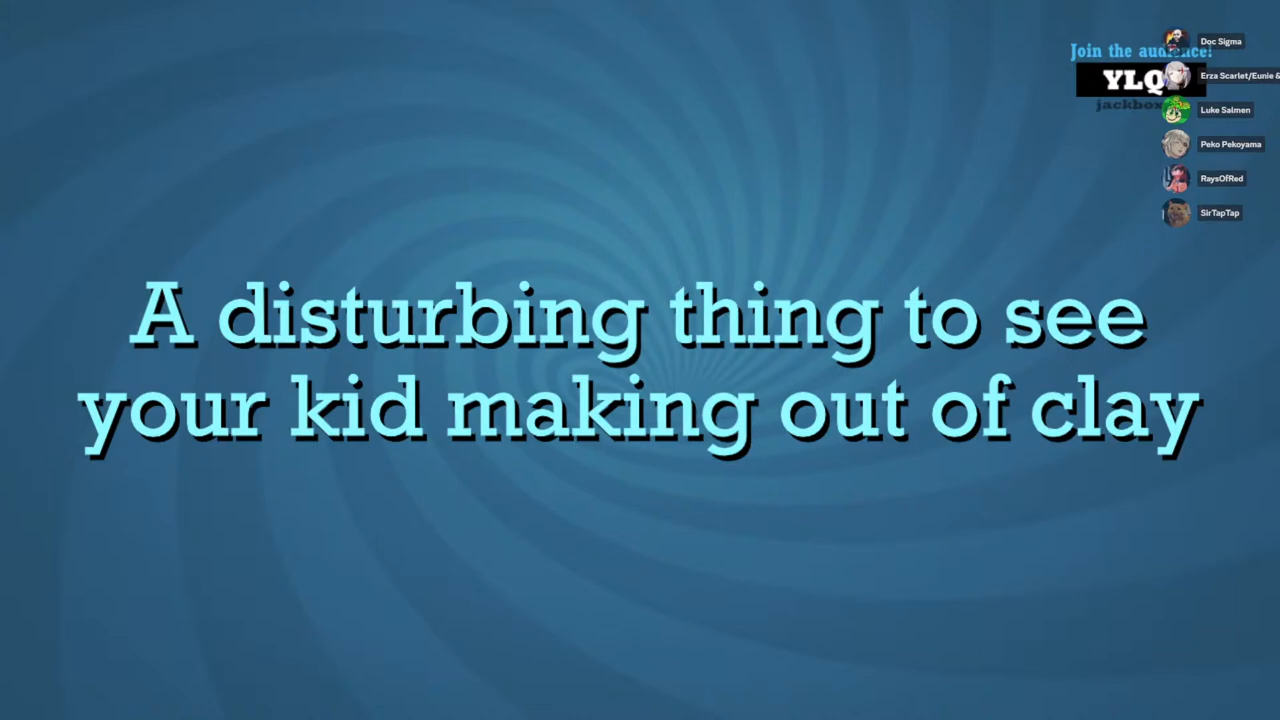 Join the audience!
YLQ
jackbox
Doc Sigma
Erza Scarlet/Eunie &
Luke Salmen
Peko Pekoyama
RaysOfRed
SirTapTap
A disturbing thing to see
your kid making out of clay